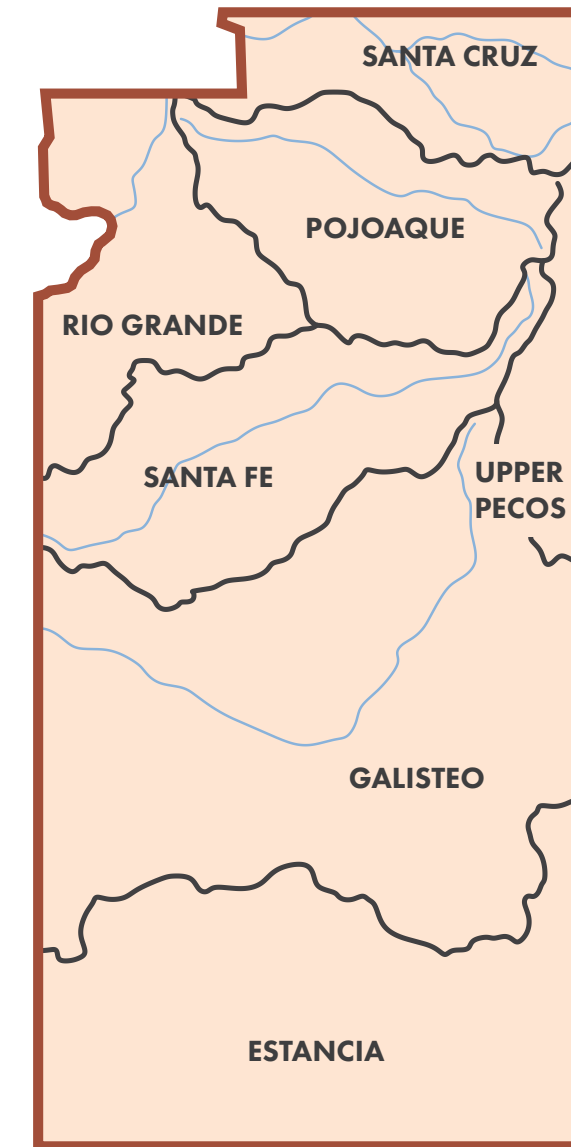 SANTA CRUZ
POJOAQUE
RIO GRANDE
SANTA FE
UPPER
PECOS
GALISTEO
ESTANCIA